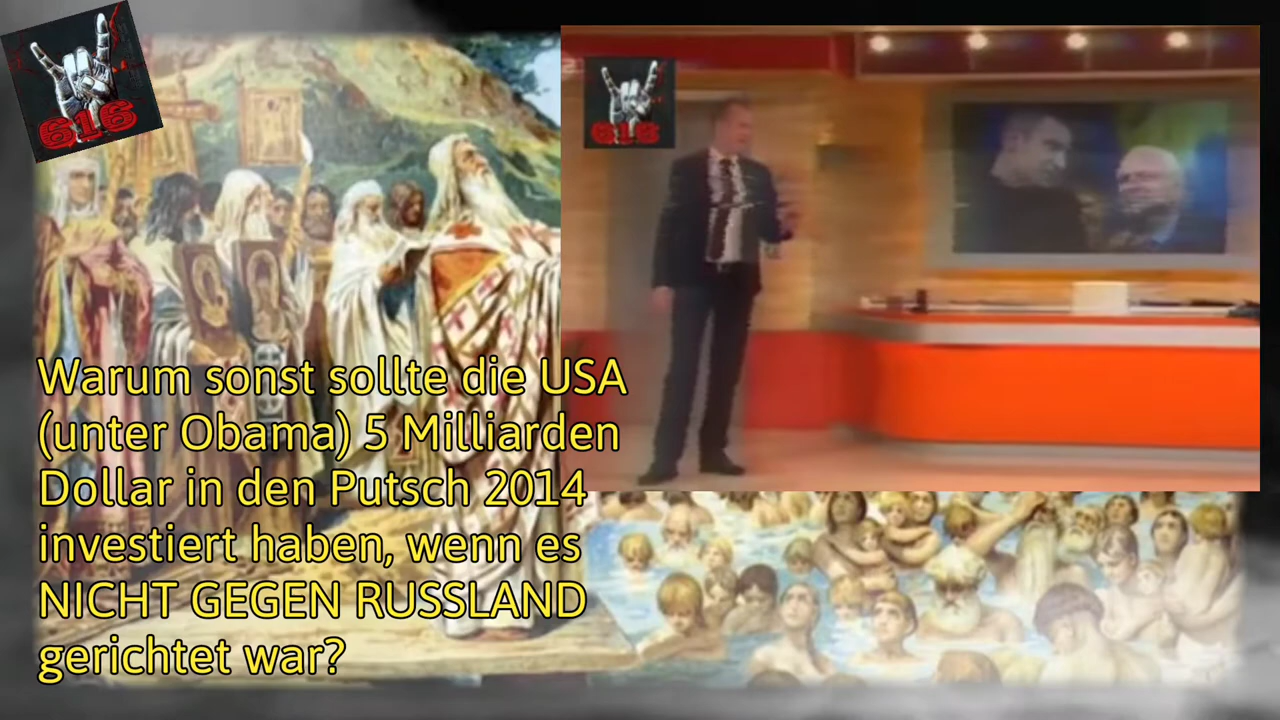 616
616
Warum sonst sollte die USA
(unter Obama) 5 Milliarden
Dollar in den Putsch 2014
investiert haben, wenn es
NICHT GEGEN RUSSLAND
gerichtet war?